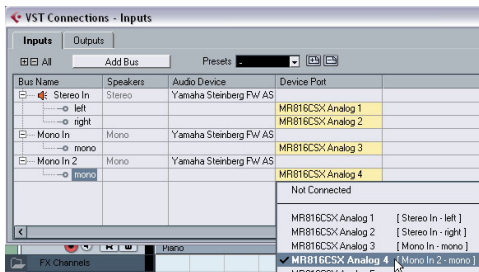 VST Connections - Inputs
Inputs Outputs
All Add Bus Presets -
Bus Name Speakers Audio Device Device Port
Stereo In Stereo Yamaha Steinberg FW AS
left MR816CSX Analog 1
right MR816CSX Analog 2
Mono In Mono Yamaha Steinberg FW AS
mono MR816CSX Analog 3
Mono In 2 Mono Yamaha Steinberg FW AS
mono MR816CSX Analog 4
Not Connected
MR816CSX Analog 1 [ Stereo In - left ]
MR816CSX Analog 2 [ Stereo In - right ]
MR816CSX Analog 3 [ Mono In - mono ]
MR816CSX Analog 4 [ Mono In 2 - mono ]
R W Piano
FX Channels